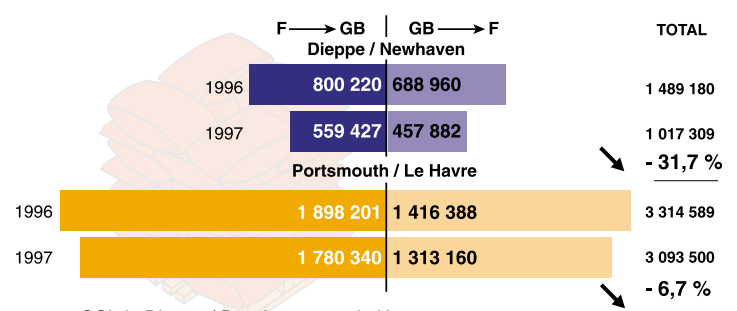 F GB GB F TOTAL
Dieppe / Newhaven
1996 800 220 688 960 1 489 180
1997 559 427 457 882 1 017 309
- 31,7 %
Portsmouth / Le Havre
1996 1 898 201 1 416 388 3 314 589
1997 1 780 340 1 313 160 3 093 500
- 6,7 %